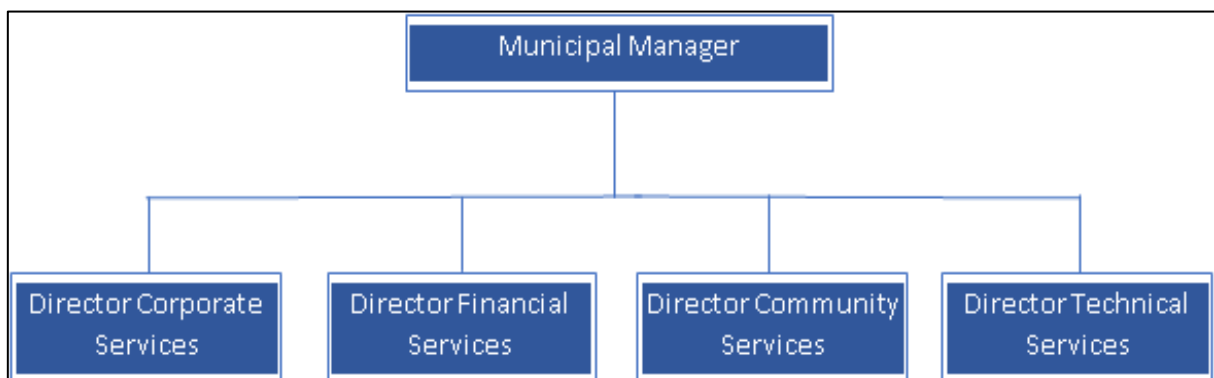 Municipal Manager
Director Corporate
Services
Director Financial
Services
Director Community
Services
Director Technical
Services